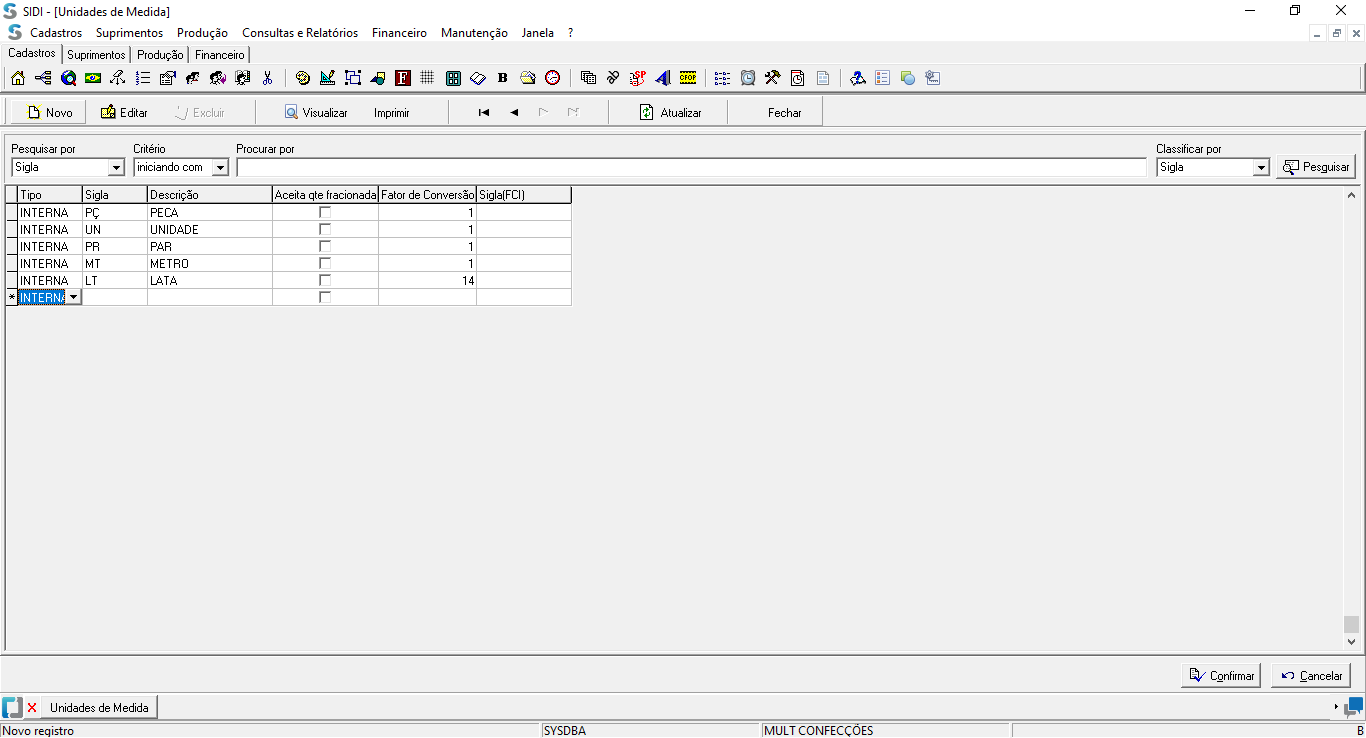 SIDI - [Unidades de Medida]
Cadastros Suprimentos Produção Consultas e Relatórios Financeiro Manutenção Janela ?
Cadastros Suprimentos Produção Financeiro
F B SP CFOP
Novo Editar Excluir Visualizar Imprimir Atualizar Fechar
Pesquisar por Critério Procurar por Classificar por
Sigla iniciando com Sigla Pesquisar
Tipo Sigla Descrição Aceita qte fracionada Fator de Conversão Sigla(FCI)
INTERNA PÇ PECA 1
INTERNA UN UNIDADE 1
INTERNA PR PAR 1
INTERNA MT METRO 1
INTERNA LT LATA 14
* INTERNA
Confirmar Cancelar
Unidades de Medida
Novo registro SYSDBA MULT CONFECÇÕES B